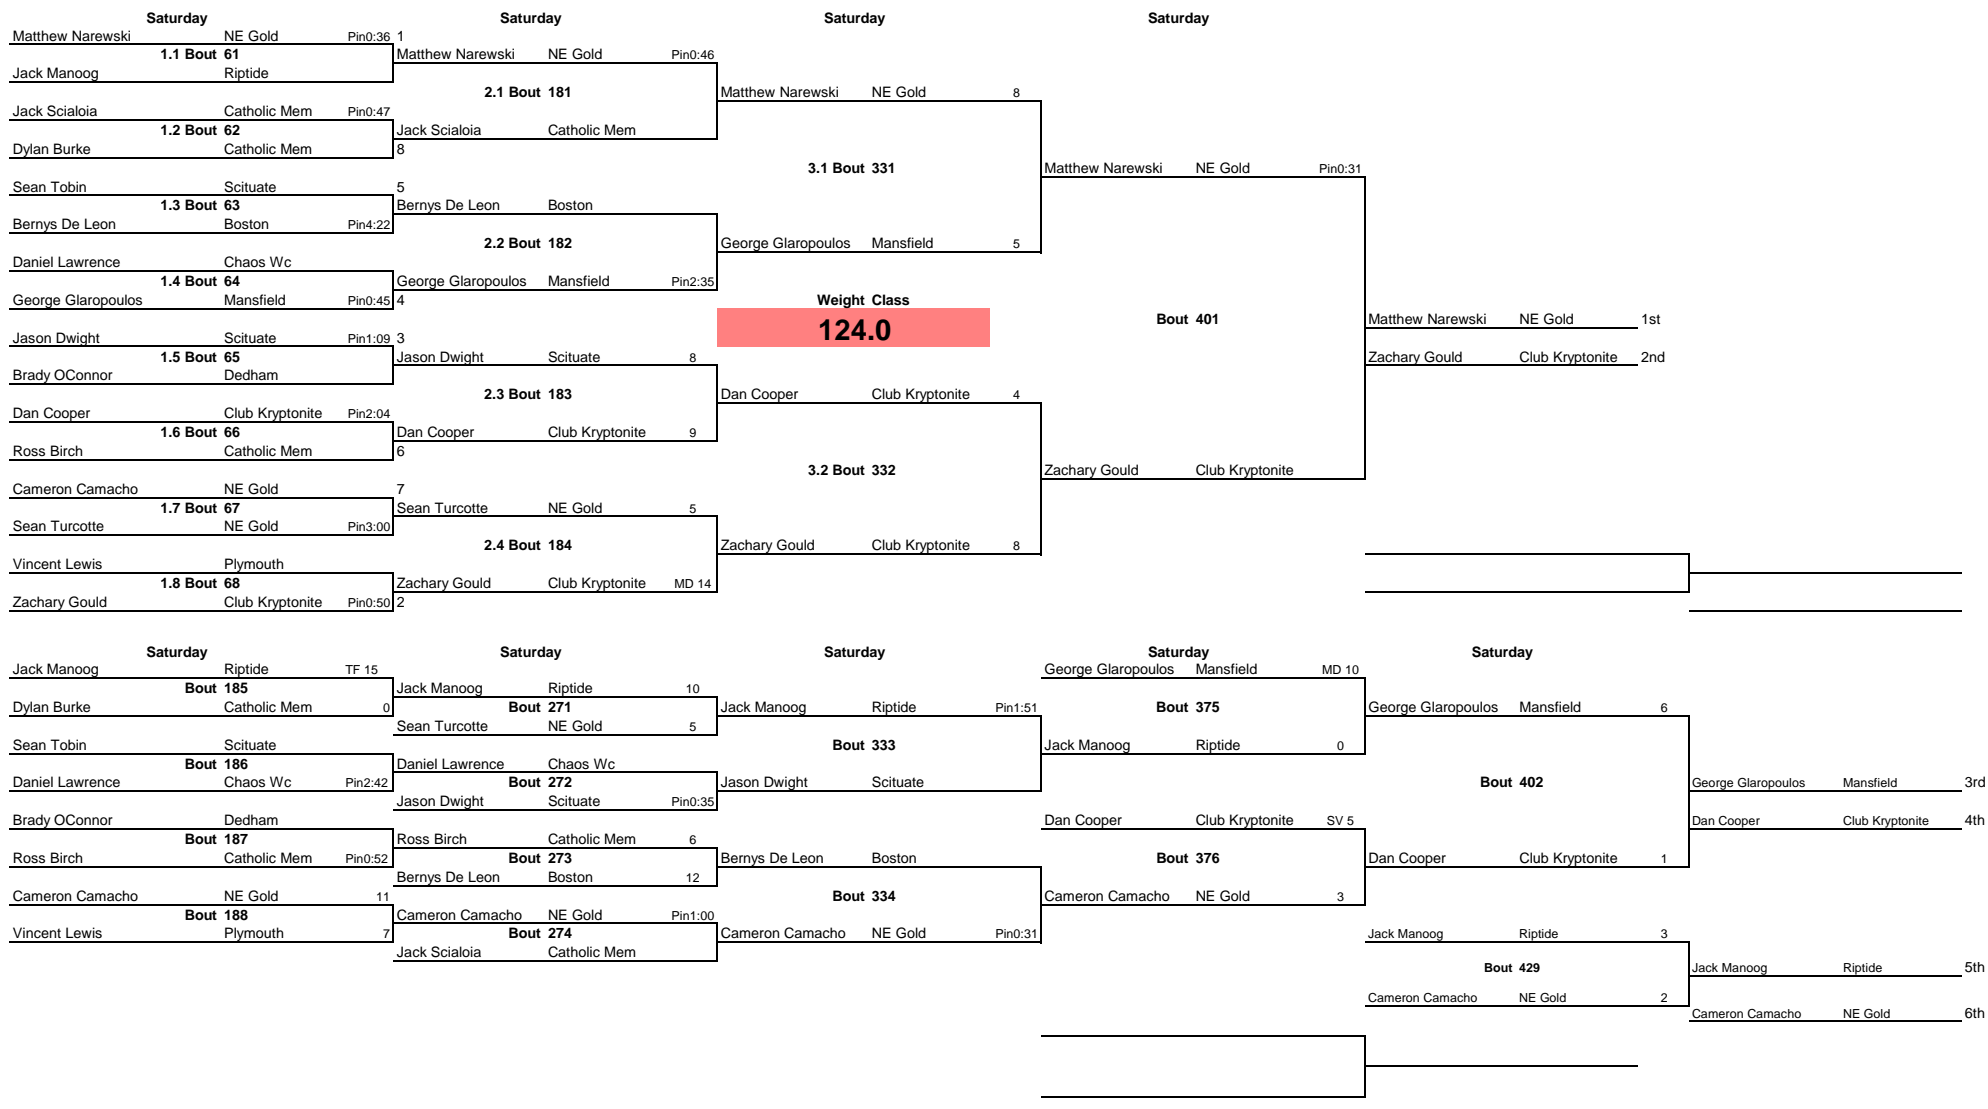 Saturday Saturday Saturday Saturday
Matthew Narewski NE Gold Pin0:36 1
1.1 Bout 61 Matthew Narewski NE Gold Pin0:46
Jack Manoog Riptide
2.1 Bout 181 Matthew Narewski NE Gold 8
Jack Scialoia Catholic Mem Pin0:47
1.2 Bout 62 Jack Scialoia Catholic Mem
Dylan Burke Catholic Mem 8
3.1 Bout 331 Matthew Narewski NE Gold Pin0:31
Sean Tobin Scituate 5
1.3 Bout 63 Bernys De Leon Boston
Bernys De Leon Boston Pin4:22
2.2 Bout 182 George Glaropoulos Mansfield 5
Daniel Lawrence Chaos Wc
1.4 Bout 64 George Glaropoulos Mansfield Pin2:35
George Glaropoulos Mansfield Pin0:45 4 Weight Class
124.0 Bout 401 Matthew Narewski NE Gold 1st
Jason Dwight Scituate Pin1:09 3
1.5 Bout 65 Jason Dwight Scituate 8 Zachary Gould Club Kryptonite 2nd
Brady OConnor Dedham
2.3 Bout 183 Dan Cooper Club Kryptonite 4
Dan Cooper Club Kryptonite Pin2:04
1.6 Bout 66 Dan Cooper Club Kryptonite 9
Ross Birch Catholic Mem 6
3.2 Bout 332 Zachary Gould Club Kryptonite
Cameron Camacho NE Gold 7
1.7 Bout 67 Sean Turcotte NE Gold 5
Sean Turcotte NE Gold Pin3:00
2.4 Bout 184 Zachary Gould Club Kryptonite 8
Vincent Lewis Plymouth
1.8 Bout 68 Zachary Gould Club Kryptonite MD 14
Zachary Gould Club Kryptonite Pin0:50 2
Saturday Saturday Saturday Saturday Saturday
Jack Manoog Riptide TF 15 George Glaropoulos Mansfield MD 10
Bout 185 Jack Manoog Riptide 10
Dylan Burke Catholic Mem 0 Bout 271 Jack Manoog Riptide Pin1:51 Bout 375 George Glaropoulos Mansfield 6
Sean Turcotte NE Gold 5
Sean Tobin Scituate Bout 333 Jack Manoog Riptide 0
Bout 186 Daniel Lawrence Chaos Wc
Daniel Lawrence Chaos Wc Pin2:42 Bout 272 Jason Dwight Scituate Bout 402 George Glaropoulos Mansfield 3rd
Jason Dwight Scituate Pin0:35
Brady OConnor Dedham Dan Cooper Club Kryptonite SV 5 Dan Cooper Club Kryptonite 4th
Bout 187 Ross Birch Catholic Mem 6
Ross Birch Catholic Mem Pin0:52 Bout 273 Bernys De Leon Boston Bout 376 Dan Cooper Club Kryptonite 1
Bernys De Leon Boston 12
Cameron Camacho NE Gold 11 Bout 334 Cameron Camacho NE Gold 3
Bout 188 Cameron Camacho NE Gold Pin1:00
Vincent Lewis Plymouth 7 Bout 274 Cameron Camacho NE Gold Pin0:31 Jack Manoog Riptide 3
Jack Scialoia Catholic Mem
Bout 429 Jack Manoog Riptide 5th
Cameron Camacho NE Gold 2
Cameron Camacho NE Gold 6th